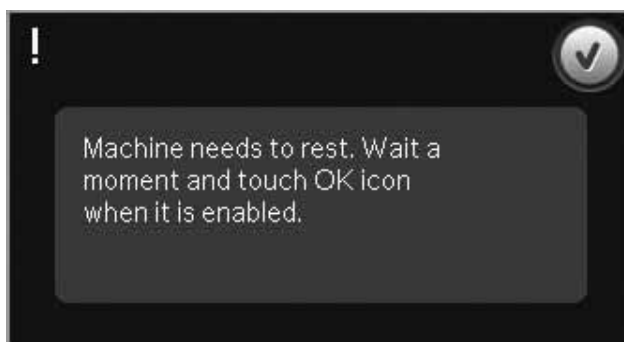 !
Machine needs to rest. Wait a
moment and touch OK icon
when it is enabled.